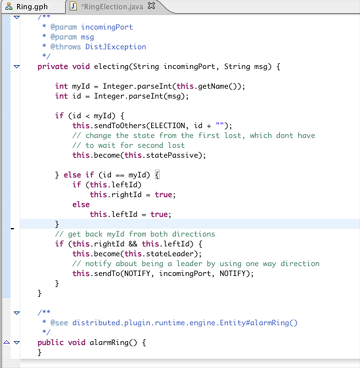 Ring.gph *RingElection.java
/**
* @param incomingPort
* @param msg
* @throws DistJException
*/
private void electing(String incomingPort, String msg) {
int myId = Integer.parseInt(this.getName());
int id = Integer.parseInt(msg);
if (id < myId) {
this.sendToOthers(ELECTION, id + "");
// change the state from the first lost, which dont have
// to wait for second lost
this.become(this.statePassive);
} else if (id == myId) {
if (this.leftId)
this.rightId = true;
else
this.leftId = true;
}
// get back myId from both directions
if (this.rightId && this.leftId) {
this.become(this.stateLeader);
// notify about being a leader by using one way direction
this.sendTo(NOTIFY, incomingPort, NOTIFY);
}
}
/**
* @see distributed.plugin.runtime.engine.Entity#alarmRing()
*/
public void alarmRing() {
}